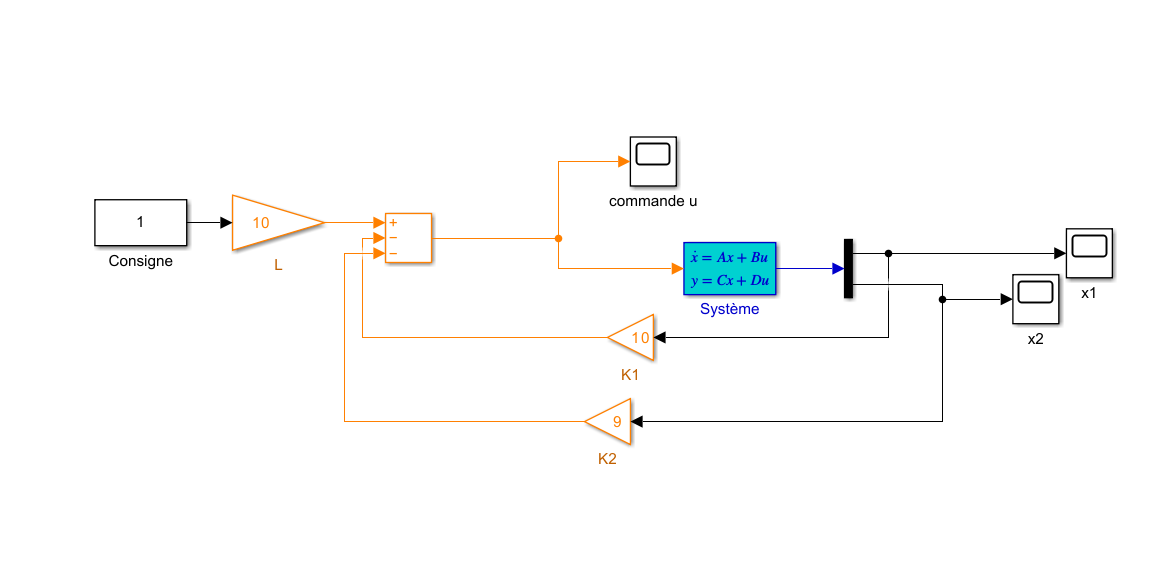 commande u
1
10
+
−
−
Consigne
L
ẋ = Ax + Bu
y = Cx + Du
Système
x1
x2
10
K1
9
K2